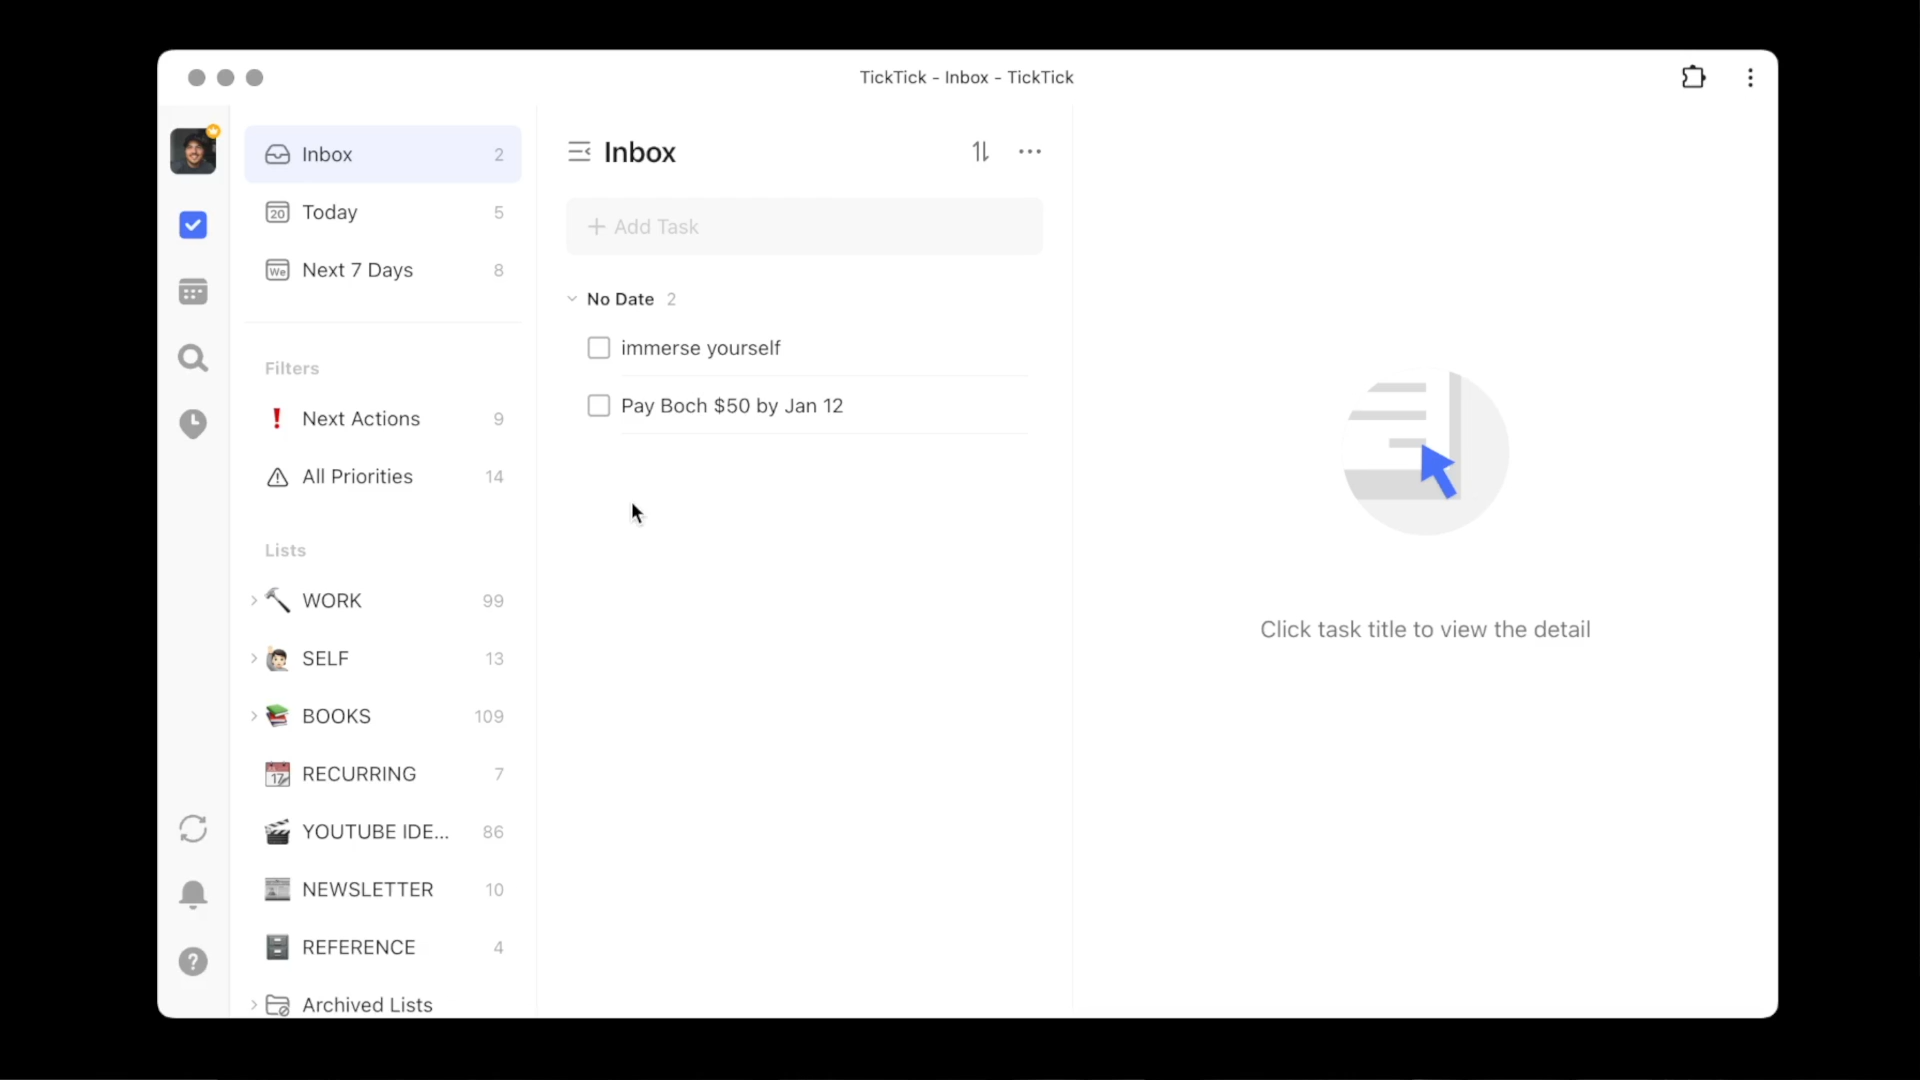 TickTick - Inbox - TickTick
Inbox 2
20 Today 5
We Next 7 Days 8
Filters
Next Actions 9
All Priorities 14
Lists
WORK 99
SELF 13
BOOKS 109
17 RECURRING 7
YOUTUBE IDE... 86
NEWSLETTER 10
REFERENCE 4
Archived Lists
Inbox
+ Add Task
No Date 2
immerse yourself
Pay Boch $50 by Jan 12
Click task title to view the detail